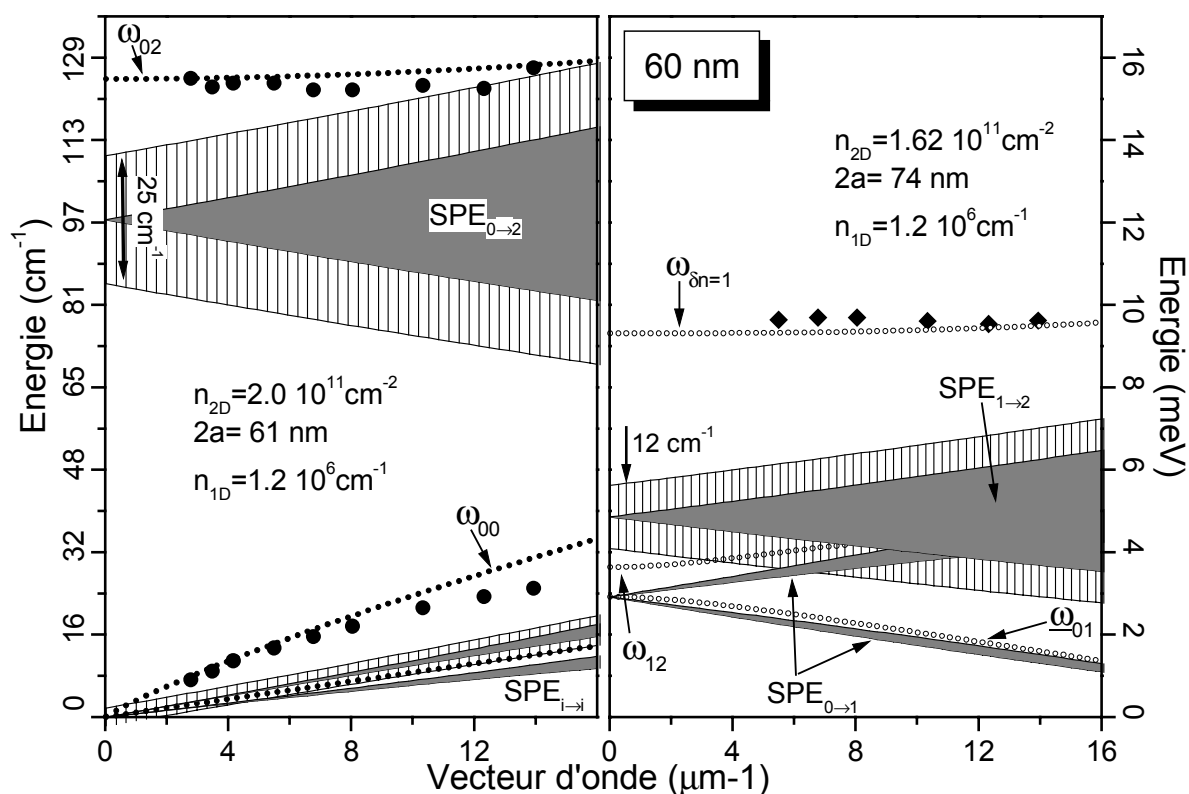 60 nm
Energie (cm-1)
129
113
97
81
65
48
32
16
0
ω02
25 cm-1
SPE0→2
n2D=2.0 10^11cm-2
2a= 61 nm
n1D=1.2 10^6cm-1
ω00
SPEi→i
0
4
8
12
n2D=1.62 10^11cm-2
2a= 74 nm
n1D=1.2 10^6cm-1
ωδn=1
SPE1→2
12 cm-1
ω12
SPE0→1
ω-01
0
4
8
12
16
16
14
12
10
8
6
4
2
0
Energie (meV)
Vecteur d'onde (μm-1)